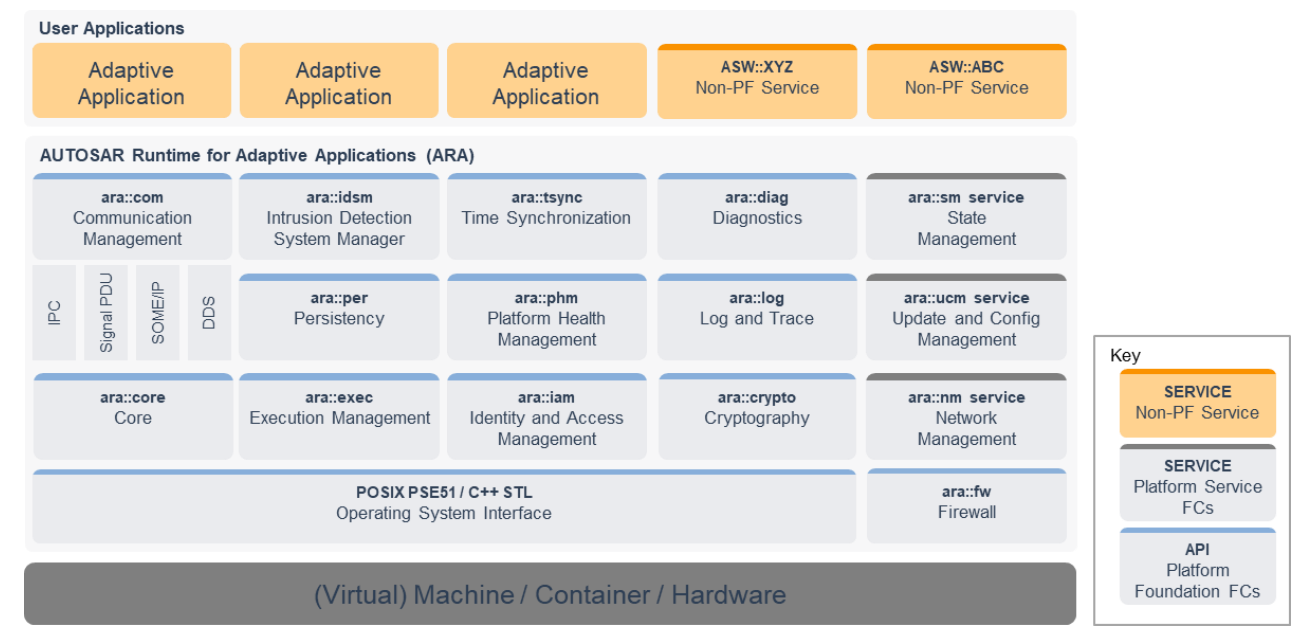 User Applications
Adaptive
Application
Adaptive
Application
Adaptive
Application
ASW::XYZ
Non-PF Service
ASW::ABC
Non-PF Service
AUTOSAR Runtime for Adaptive Applications (ARA)
ara::com
Communication
Management
ara::idsm
Intrusion Detection
System Manager
ara::tsync
Time Synchronization
ara::diag
Diagnostics
ara::sm service
State
Management
IPC
Signal PDU
SOME/IP
DDS
ara::per
Persistency
ara::phm
Platform Health
Management
ara::log
Log and Trace
ara::ucm service
Update and Config
Management
ara::core
Core
ara::exec
Execution Management
ara::iam
Identity and Access
Management
ara::crypto
Cryptography
ara::nm service
Network
Management
POSIX PSE51 / C++ STL
Operating System Interface
ara::fw
Firewall
(Virtual) Machine / Container / Hardware
Key
SERVICE
Non-PF Service
SERVICE
Platform Service
FCs
API
Platform
Foundation FCs